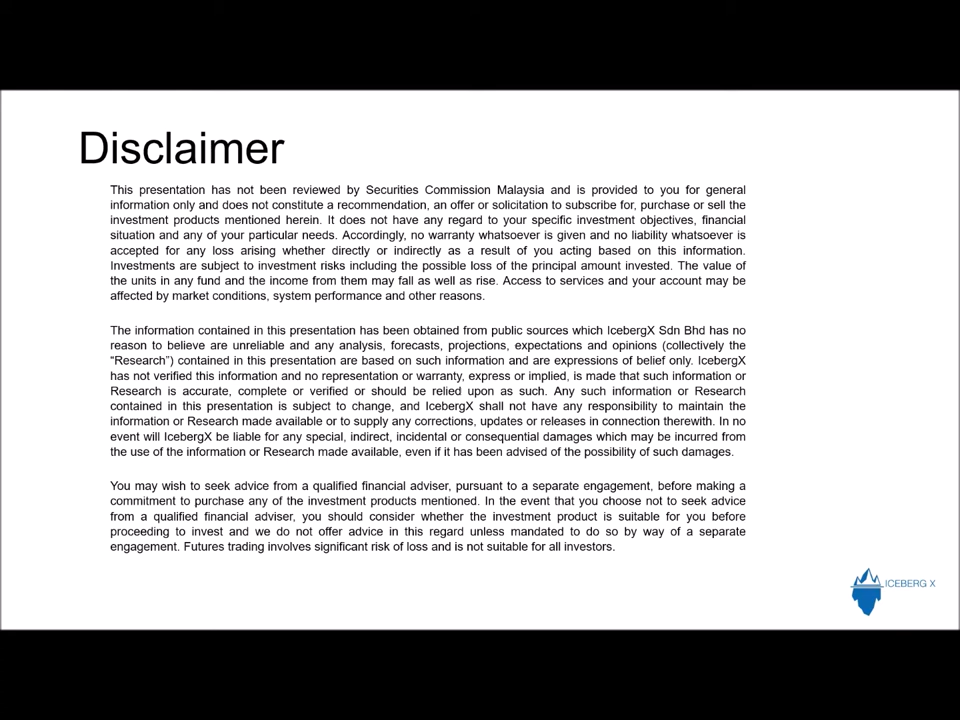 Disclaimer
This presentation has not been reviewed by Securities Commission Malaysia and is provided to you for general
information only and does not constitute a recommendation, an offer or solicitation to subscribe for, purchase or sell the
investment products mentioned herein. It does not have any regard to your specific investment objectives, financial
situation and any of your particular needs. Accordingly, no warranty whatsoever is given and no liability whatsoever is
accepted for any loss arising whether directly or indirectly as a result of you acting based on this information.
Investments are subject to investment risks including the possible loss of the principal amount invested. The value of
the units in any fund and the income from them may fall as well as rise. Access to services and your account may be
affected by market conditions, system performance and other reasons.
The information contained in this presentation has been obtained from public sources which IcebergX Sdn Bhd has no
reason to believe are unreliable and any analysis, forecasts, projections, expectations and opinions (collectively the
“Research”) contained in this presentation are based on such information and are expressions of belief only. IcebergX
has not verified this information and no representation or warranty, express or implied, is made that such information or
Research is accurate, complete or verified or should be relied upon as such. Any such information or Research
contained in this presentation is subject to change, and IcebergX shall not have any responsibility to maintain the
information or Research made available or to supply any corrections, updates or releases in connection therewith. In no
event will IcebergX be liable for any special, indirect, incidental or consequential damages which may be incurred from
the use of the information or Research made available, even if it has been advised of the possibility of such damages.
You may wish to seek advice from a qualified financial adviser, pursuant to a separate engagement, before making a
commitment to purchase any of the investment products mentioned. In the event that you choose not to seek advice
from a qualified financial adviser, you should consider whether the investment product is suitable for you before
proceeding to invest and we do not offer advice in this regard unless mandated to do so by way of a separate
engagement. Futures trading involves significant risk of loss and is not suitable for all investors.
ICEBERG X